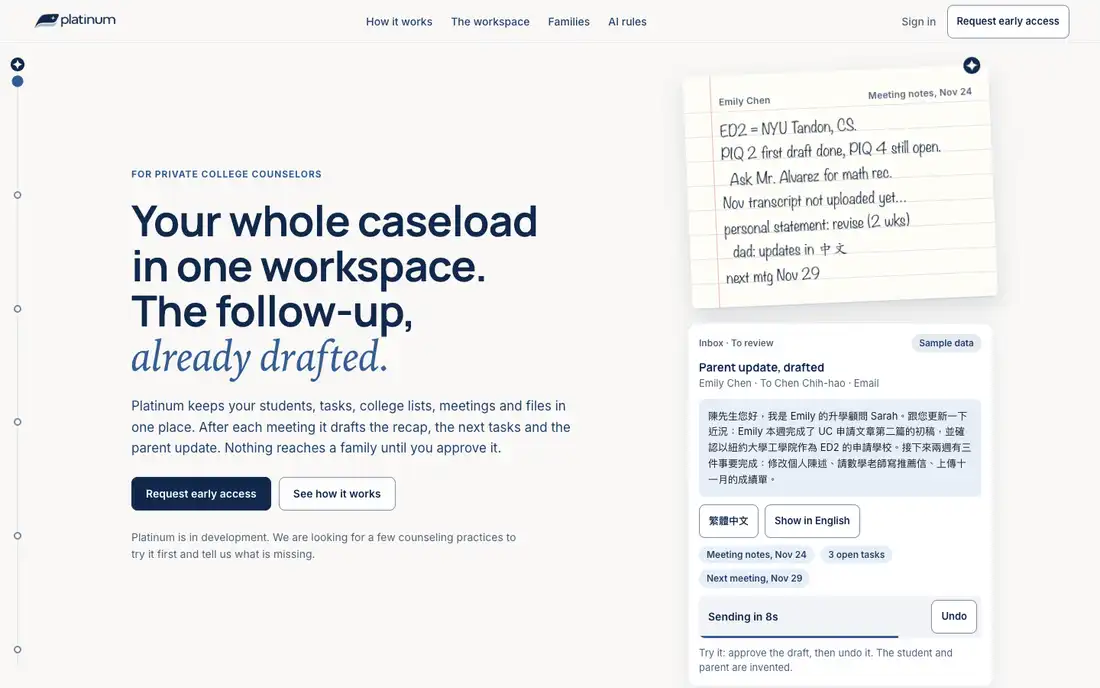 platinum
How it works
The workspace
Families
AI rules
Sign in
Request early access
FOR PRIVATE COLLEGE COUNSELORS
Your whole caseload
in one workspace.
The follow-up,
already drafted.
Platinum keeps your students, tasks, college lists, meetings and files in
one place. After each meeting it drafts the recap, the next tasks and the
parent update. Nothing reaches a family until you approve it.
Request early access
See how it works
Platinum is in development. We are looking for a few counseling practices to
try it first and tell us what is missing.
Emily Chen
Meeting notes, Nov 24
ED2 = NYU Tandon, CS.
PIQ 2 first draft done, PIQ 4 still open.
Ask Mr. Alvarez for math rec.
Nov transcript not uploaded yet...
personal statement: revise (2 wks)
dad: updates in 中文
next mtg Nov 29
Inbox · To review
Sample data
Parent update, drafted
Emily Chen · To Chen Chih-hao · Email
陳先生您好，我是 Emily 的升學顧問 Sarah。跟您更新一下
近況：Emily 本週完成了 UC 申請文章第二篇的初稿，並確
認以紐約大學工學院作為 ED2 的申請學校。接下來兩週有三
件事要完成：修改個人陳述、請數學老師寫推薦信、上傳十
一月的成績單。
繁體中文
Show in English
Meeting notes, Nov 24
3 open tasks
Next meeting, Nov 29
Sending in 8s
Undo
Try it: approve the draft, then undo it. The student and
parent are invented.